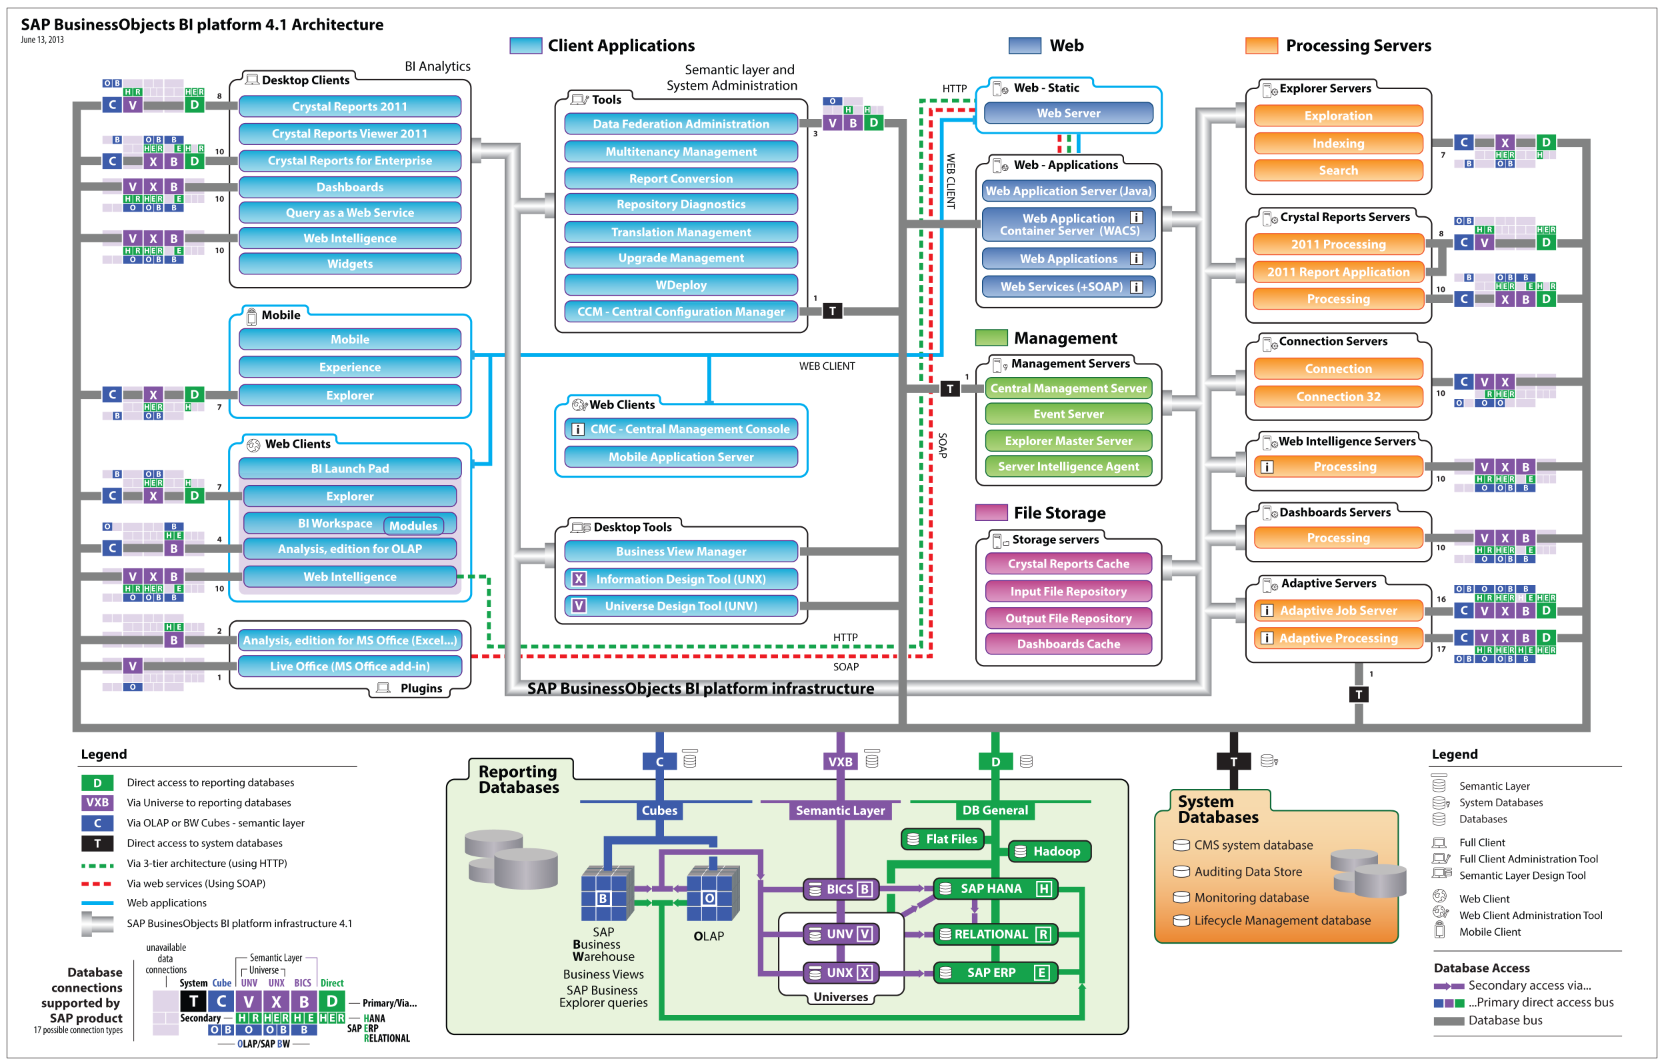 SAP BusinessObjects BI platform 4.1 Architecture
June 13, 2013
Client Applications
Web
Processing Servers
BI Analytics
Semantic layer and
System Administration
Desktop Clients
Crystal Reports 2011
Crystal Reports Viewer 2011
Crystal Reports for Enterprise
Dashboards
Query as a Web Service
Web Intelligence
Widgets
Mobile
Mobile
Experience
Explorer
Web Clients
BI Launch Pad
Explorer
BI Workspace
Modules
Analysis, edition for OLAP
Web Intelligence
Analysis, edition for MS Office (Excel...)
Live Office (MS Office add-in)
Plugins
Tools
Data Federation Administration
Multitenancy Management
Report Conversion
Repository Diagnostics
Translation Management
Upgrade Management
WDeploy
CCM - Central Configuration Manager
WEB CLIENT
Web Clients
CMC - Central Management Console
Mobile Application Server
Desktop Tools
Business View Manager
X Information Design Tool (UNX)
V Universe Design Tool (UNV)
HTTP
SOAP
SAP BusinessObjects BI platform infrastructure
HTTP
WEB CLIENT
SOAP
Web - Static
Web Server
Web - Applications
Web Application Server (Java)
Web Application
Container Server (WACS)
Web Applications
Web Services (+SOAP)
Management
Management Servers
Central Management Server
Event Server
Explorer Master Server
Server Intelligence Agent
File Storage
Storage servers
Crystal Reports Cache
Input File Repository
Output File Repository
Dashboards Cache
Explorer Servers
Exploration
Indexing
Search
Crystal Reports Servers
2011 Processing
2011 Report Application
Processing
Connection Servers
Connection
Connection 32
Web Intelligence Servers
Processing
Dashboards Servers
Processing
Adaptive Servers
Adaptive Job Server
Adaptive Processing
Legend
D Direct access to reporting databases
VXB Via Universe to reporting databases
C Via OLAP or BW Cubes - semantic layer
T Direct access to system databases
Via 3-tier architecture (using HTTP)
Via web services (Using SOAP)
Web applications
SAP BusinesObjects BI platform infrastructure 4.1
Database
connections
supported by
SAP product
17 possible connection types
unavailable
data
connections
Semantic Layer
Universe
System Cube UNV UNX BICS Direct
T C V X B D
Primary/Via...
Secondary
H R H E R H E H E R
HANA
SAP ERP
RELATIONAL
O B O O B B
OLAP/SAP BW
Reporting
Databases
C
VXB
D
T
Cubes
Semantic Layer
DB General
Flat Files
Hadoop
B
O
SAP
Business
Warehouse
OLAP
Business Views
SAP Business
Explorer queries
BICS B
UNV V
UNX X
Universes
SAP HANA H
RELATIONAL R
SAP ERP E
System
Databases
CMS system database
Auditing Data Store
Monitoring database
Lifecycle Management database
Legend
Semantic Layer
System Databases
Databases
Full Client
Full Client Administration Tool
Semantic Layer Design Tool
Web Client
Web Client Administration Tool
Mobile Client
Database Access
Secondary access via...
...Primary direct access bus
Database bus